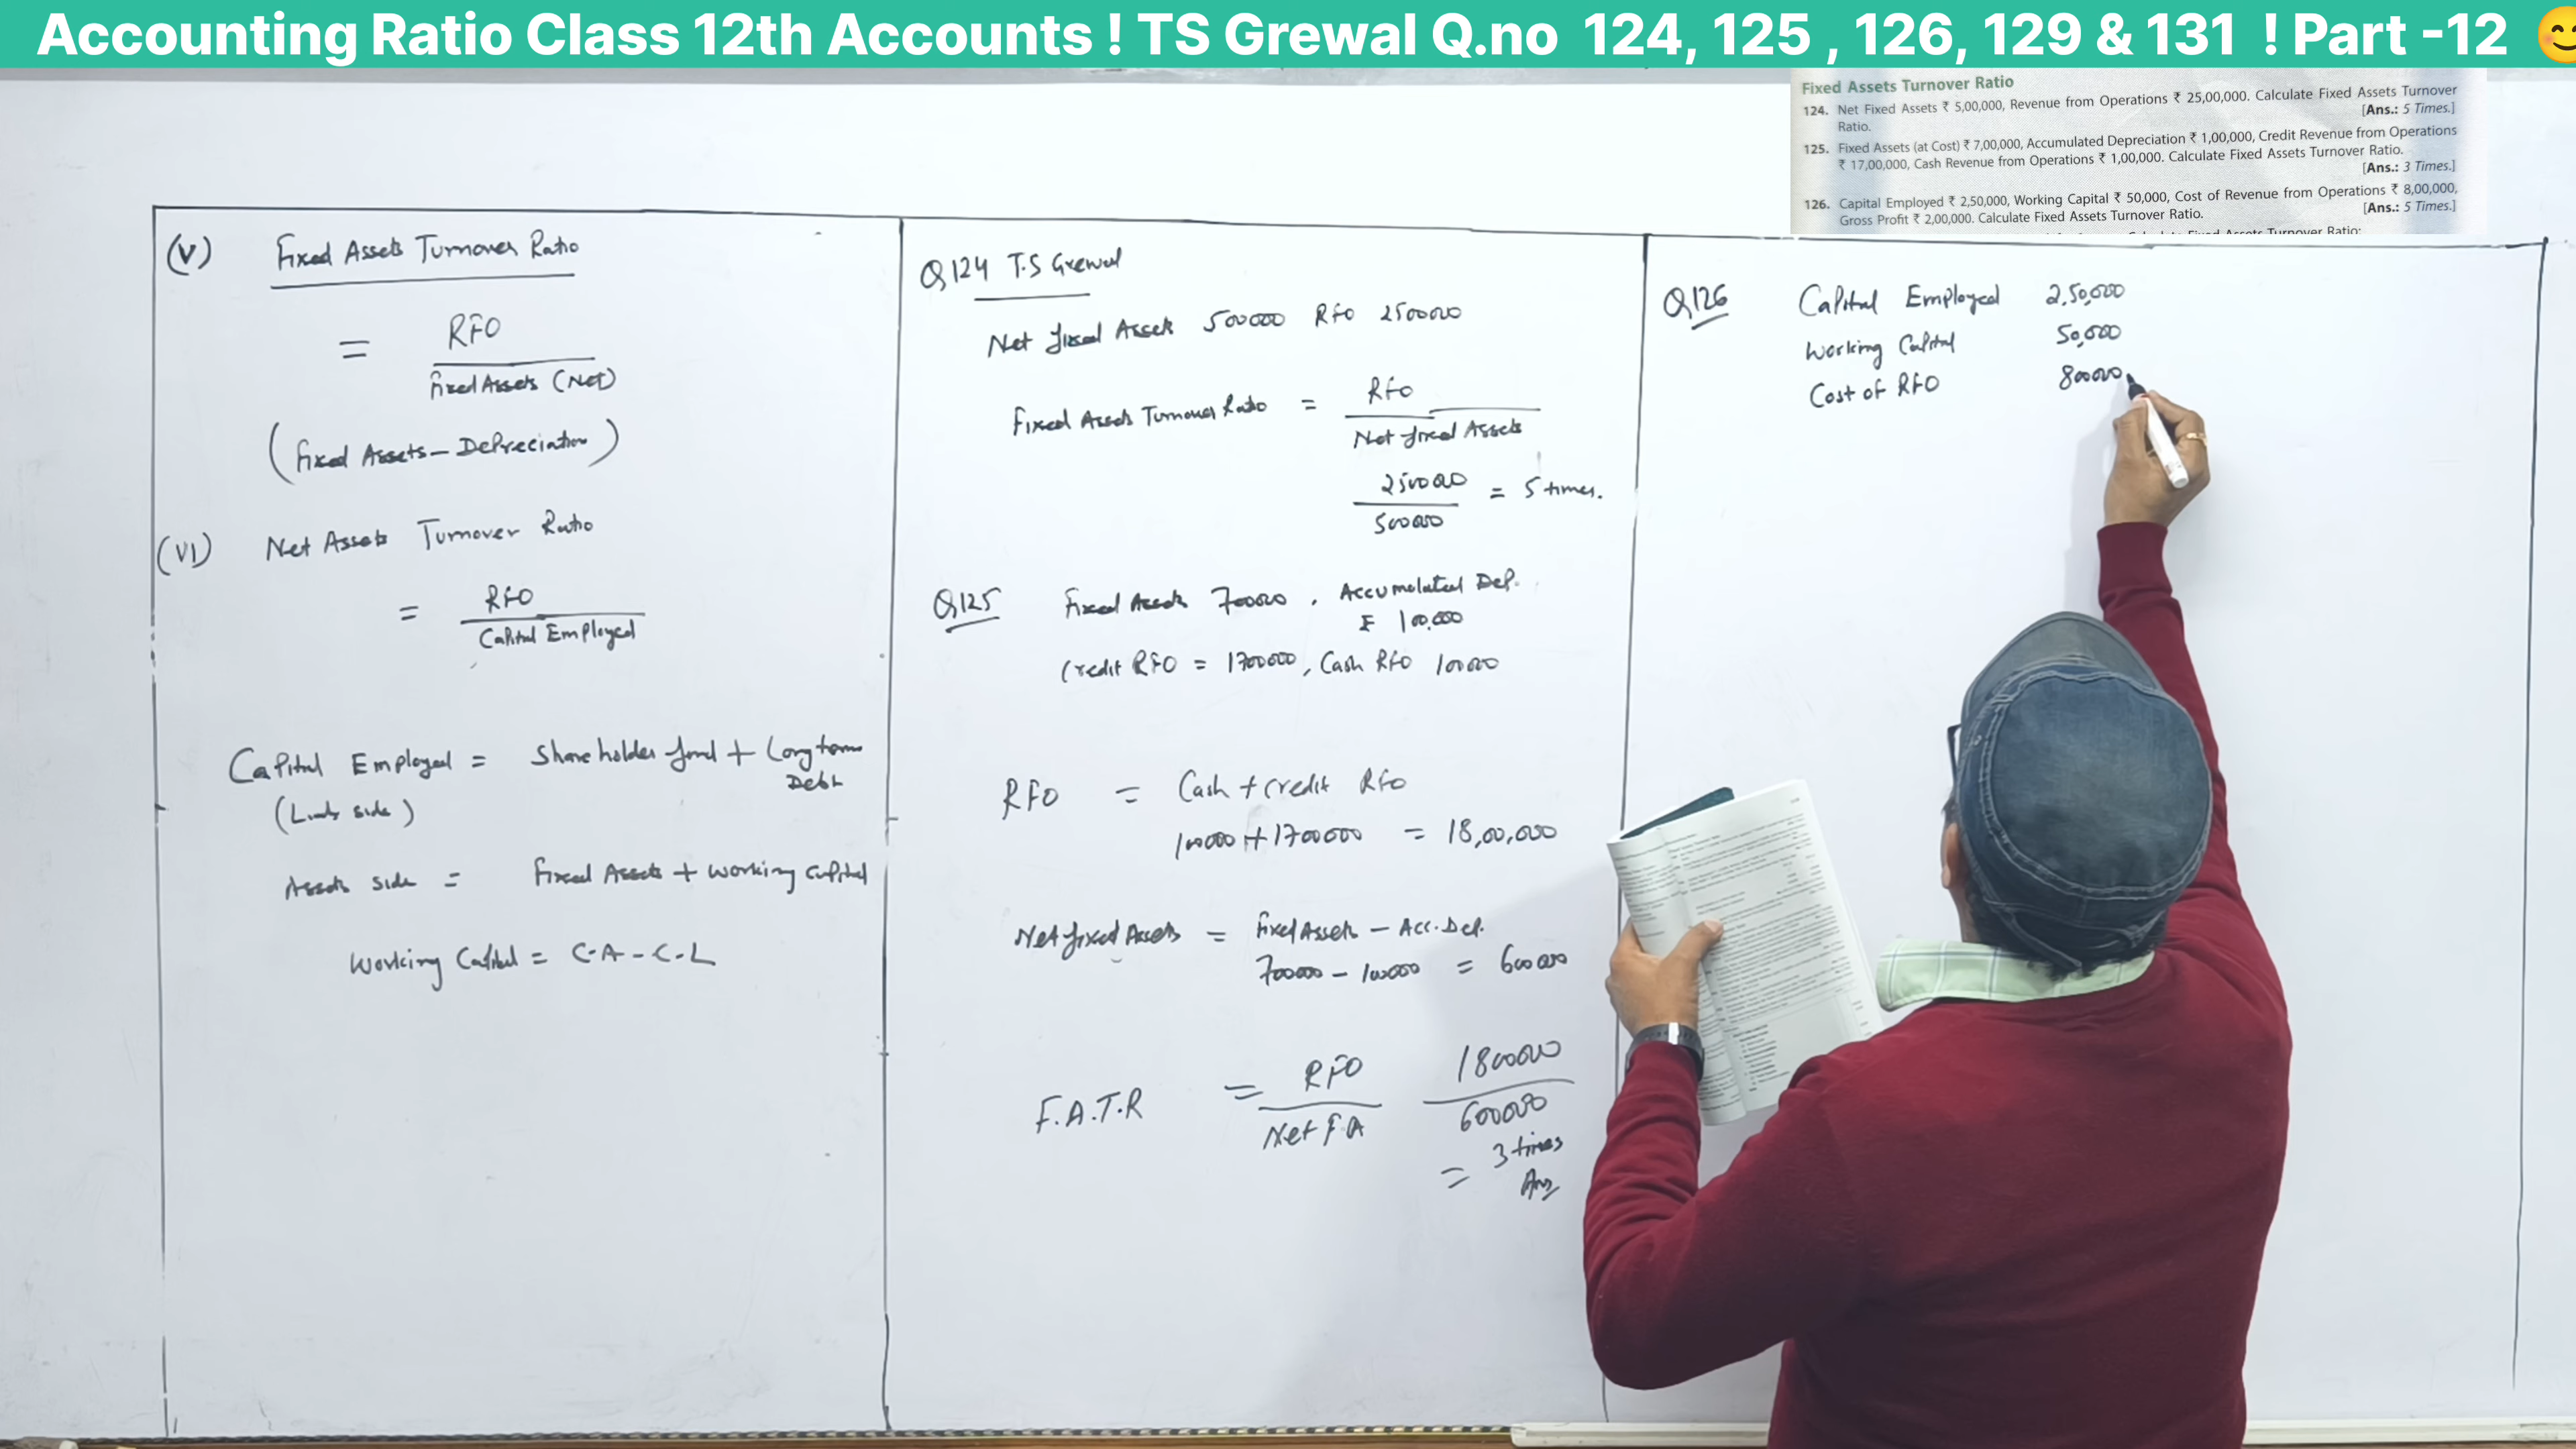 Accounting Ratio Class 12th Accounts ! TS Grewal Q.no 124, 125 , 126, 129 & 131 ! Part -12 😊
Fixed Assets Turnover Ratio
124. Net Fixed Assets ₹ 5,00,000, Revenue from Operations ₹ 25,00,000. Calculate Fixed Assets Turnover
Ratio. [Ans.: 5 Times.]
125. Fixed Assets (at Cost) ₹ 7,00,000, Accumulated Depreciation ₹ 1,00,000, Credit Revenue from Operations
₹ 17,00,000, Cash Revenue from Operations ₹ 1,00,000. Calculate Fixed Assets Turnover Ratio.
[Ans.: 3 Times.]
126. Capital Employed ₹ 2,50,000, Working Capital ₹ 50,000, Cost of Revenue from Operations ₹ 8,00,000,
Gross Profit ₹ 2,00,000. Calculate Fixed Assets Turnover Ratio. [Ans.: 5 Times.]
(V) Fixed Assets Turnover Ratio
= RFO
Fixed Assets (Net)
(Fixed Assets - Depreciation)
(VI) Net Assets Turnover Ratio
= RFO
Capital Employed
Capital Employed = Shareholder fund + Long term
Debt
side)
Assets side = Fixed Assets + Working capital
Working Capital = C.A - C.L
Q124 T.S Grewal
Net fixed Assets 500000 RFO 2500000
Fixed Assets Turnover Ratio = RFO
Net fixed Assets
2500000
500000
= 5 times.
Q125 Fixed Assets 700000 , Accumulated Dep.
₹ 100,000
Credit RFO = 1700000, Cash RFO
RFO = Cash + credit RFO
100000 + 1700000 = 18,00,000
Net fixed Assets = fixed Assets - Acc. Dep.
700000 - 100000 = 600000
F.A.T.R = RFO
Net F.A
1800000
600000
= 3 times
Ans
Q126 Capital Employed 2,50,000
Working Capital 50,000
Cost of RFO 800000